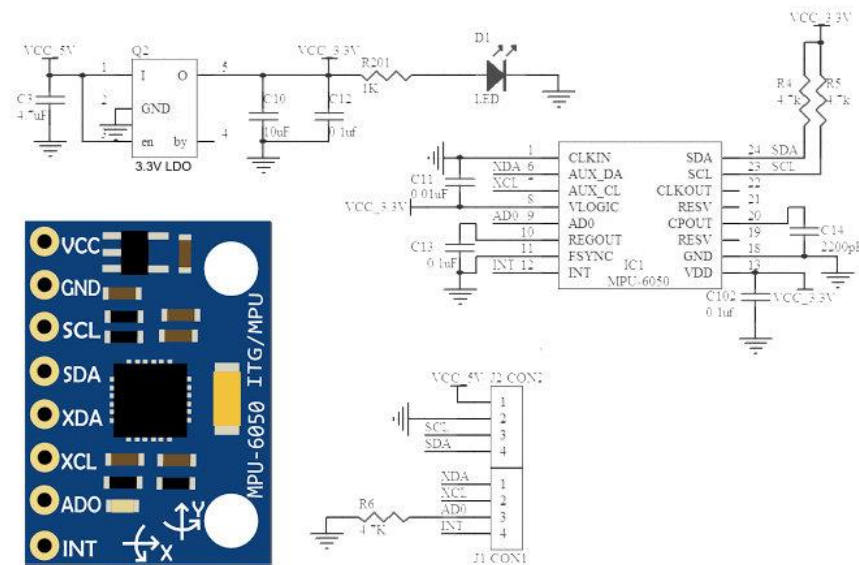 VCC_5V
Q2
1
I
O
5
C3
4.7uF
2
GND
3
en
by
4
3.3V LDO
C10
10uF
C12
0.1uf
VCC_3.3V
R201
1K
D1
LED
VCC_3.3V
R4
4.7k
R5
4.7k
1
CLKIN
SDA
24
SDA
XDA
6
AUX_DA
SCL
23
SCL
XCL
7
AUX_CL
CLKOUT
22
C11
0.01uF
RESV
21
VCC_3.3V
8
VLOGIC
CPOUT
20
AD0
9
AD0
RESV
19
10
REGOUT
GND
18
11
FSYNC
VDD
13
INT
12
INT
IC1
MPU-6050
C13
0.1uF
C14
2200pF
C102
0.1uf
VCC_3.3V
VCC
GND
SCL
SDA
XDA
XCL
ADO
INT
X
Y
MPU-6050 ITG/MPU
VCC_5V
J2 CON2
1
2
SCL
3
SDA
4
XDA
1
XCL
2
AD0
3
INT
4
R6
4.7K
J1 CON1